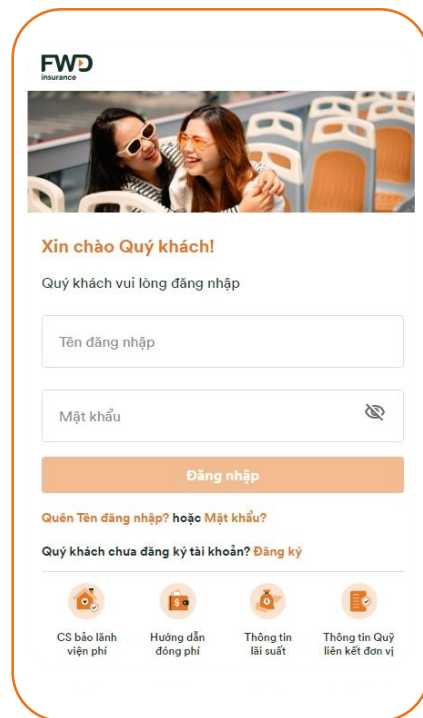 FWD
insurance
Xin chào Quý khách!
Quý khách vui lòng đăng nhập
Tên đăng nhập
Mật khẩu
Đăng nhập
Quên Tên đăng nhập? hoặc Mật khẩu?
Quý khách chưa đăng ký tài khoản? Đăng ký
CS bảo lãnh
viện phí
Hướng dẫn
đóng phí
Thông tin
lãi suất
Thông tin Quỹ
liên kết đơn vị